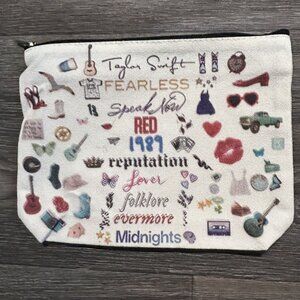 Taylor Swift
FEARLESS
Speak Now
RED
1989
reputation
Lover
folklore
evermore
Midnights